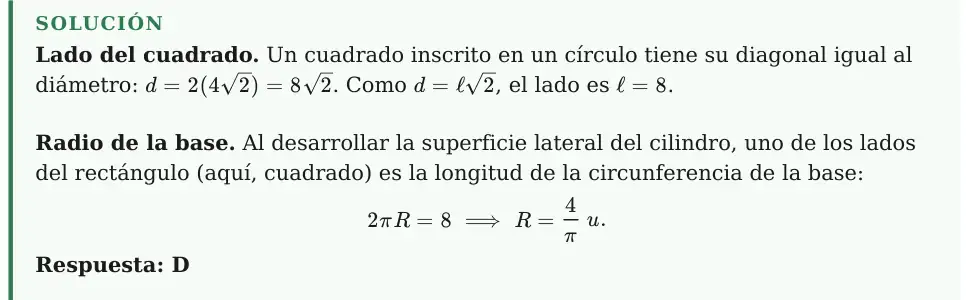 SOLUCIÓN
Lado del cuadrado. Un cuadrado inscrito en un círculo tiene su diagonal igual al
diámetro: d = 2(4√2) = 8√2. Como d = ℓ√2, el lado es ℓ = 8.
Radio de la base. Al desarrollar la superficie lateral del cilindro, uno de los lados
del rectángulo (aquí, cuadrado) es la longitud de la circunferencia de la base:
2πR = 8 ⟹ R = 4/π u.
Respuesta: D